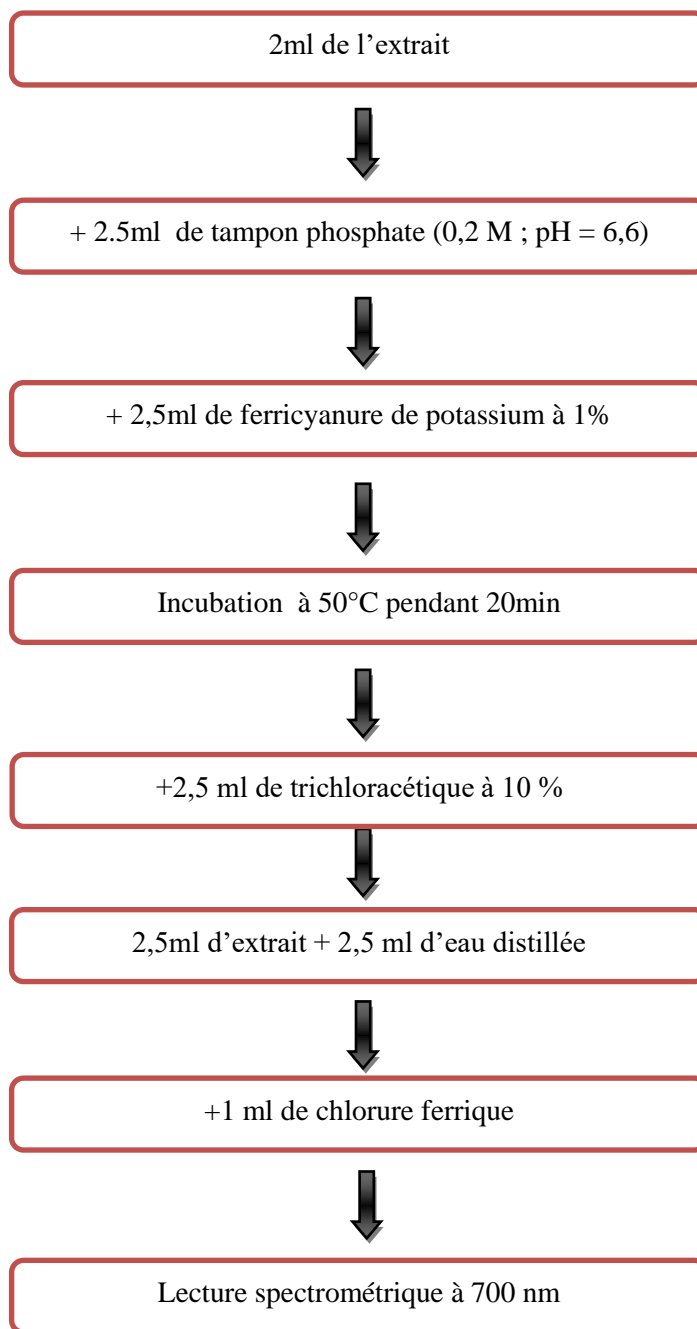 2ml de l’extrait
+ 2.5ml de tampon phosphate (0,2 M ; pH = 6,6)
+ 2,5ml de ferricyanure de potassium à 1%
Incubation à 50°C pendant 20min
+2,5 ml de trichloracétique à 10 %
2,5ml d’extrait + 2,5 ml d’eau distillée
+1 ml de chlorure ferrique
Lecture spectrométrique à 700 nm